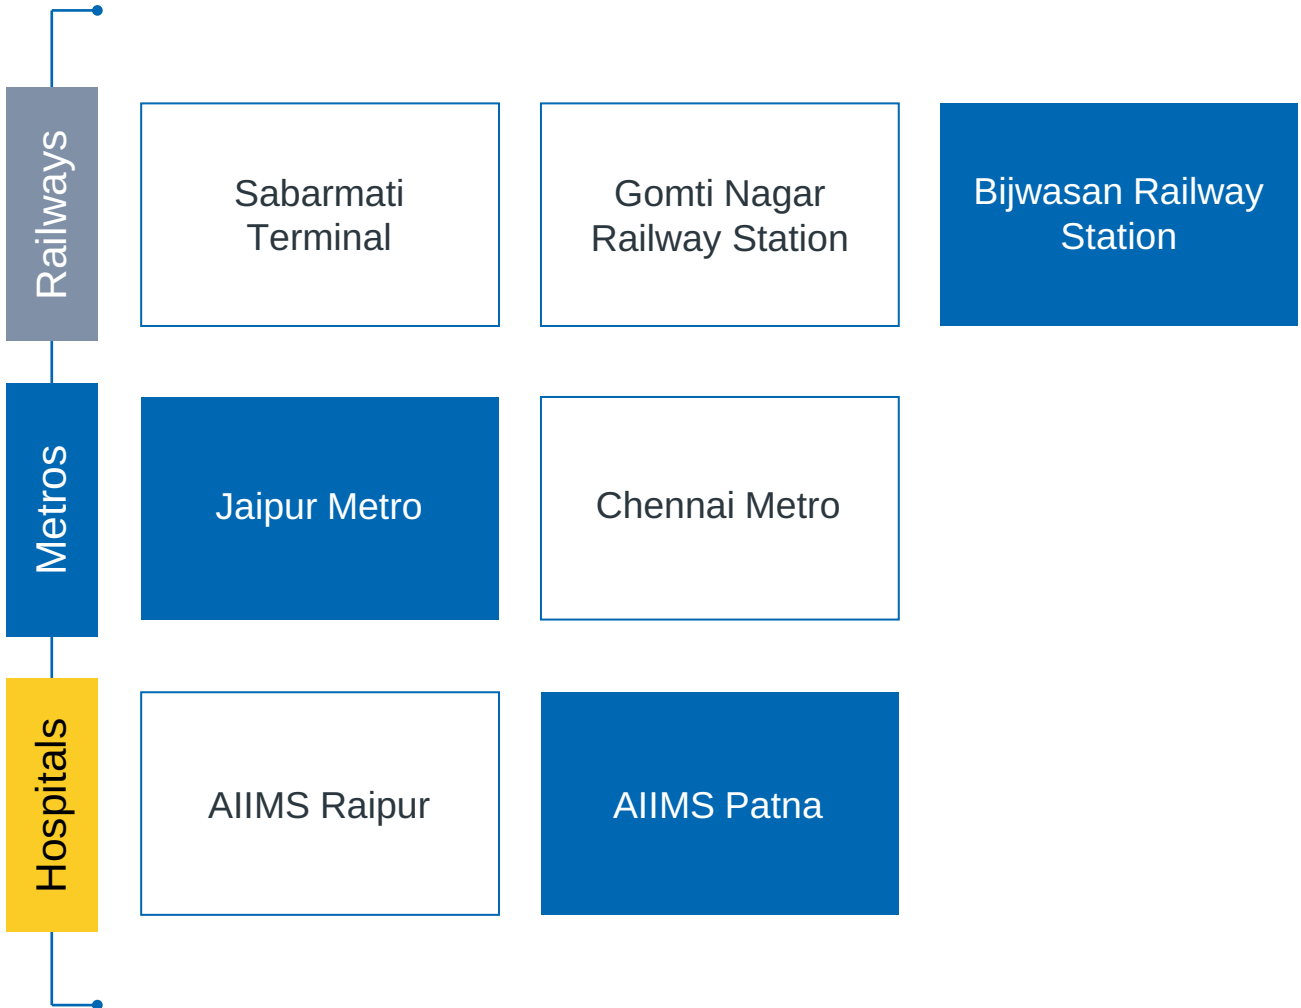 Railways
Sabarmati
Terminal
Gomti Nagar
Railway Station
Bijwasan Railway
Station
Metros
Jaipur Metro
Chennai Metro
Hospitals
AIIMS Raipur
AIIMS Patna